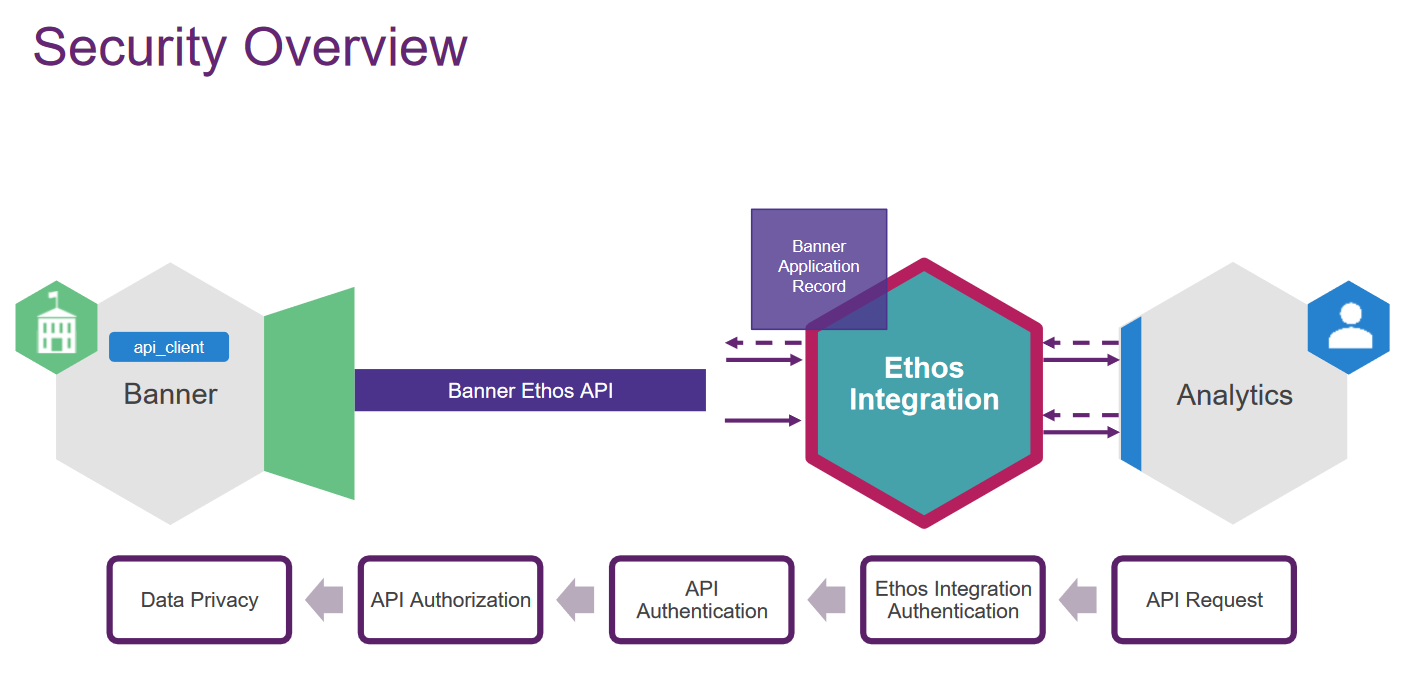 Security Overview
Banner
Application
Record
api_client
Banner
Banner Ethos API
Ethos
Integration
Analytics
Data Privacy
API Authorization
API
Authentication
Ethos Integration
Authentication
API Request